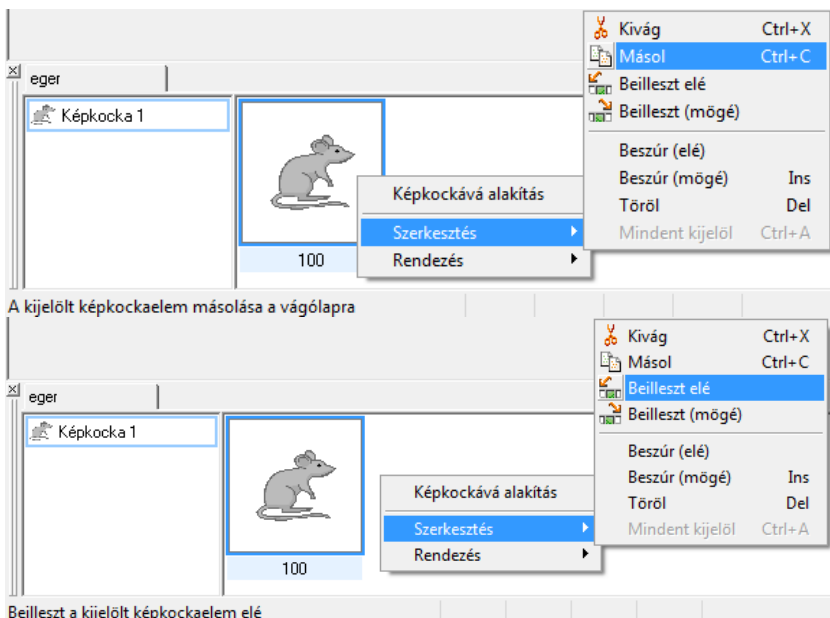 eger
Képkocka 1
100
Képkockává alakítás
Szerkesztés
Rendezés
Kivág Ctrl+X
Másol Ctrl+C
Beilleszt elé
Beilleszt (mögé)
Beszúr (elé)
Beszúr (mögé) Ins
Töröl Del
Mindent kijelöl Ctrl+A
A kijelölt képkockaelem másolása a vágólapra
eger
Képkocka 1
100
Képkockává alakítás
Szerkesztés
Rendezés
Kivág Ctrl+X
Másol Ctrl+C
Beilleszt elé
Beilleszt (mögé)
Beszúr (elé)
Beszúr (mögé) Ins
Töröl Del
Mindent kijelöl Ctrl+A
Beilleszt a kijelölt képkockaelem elé